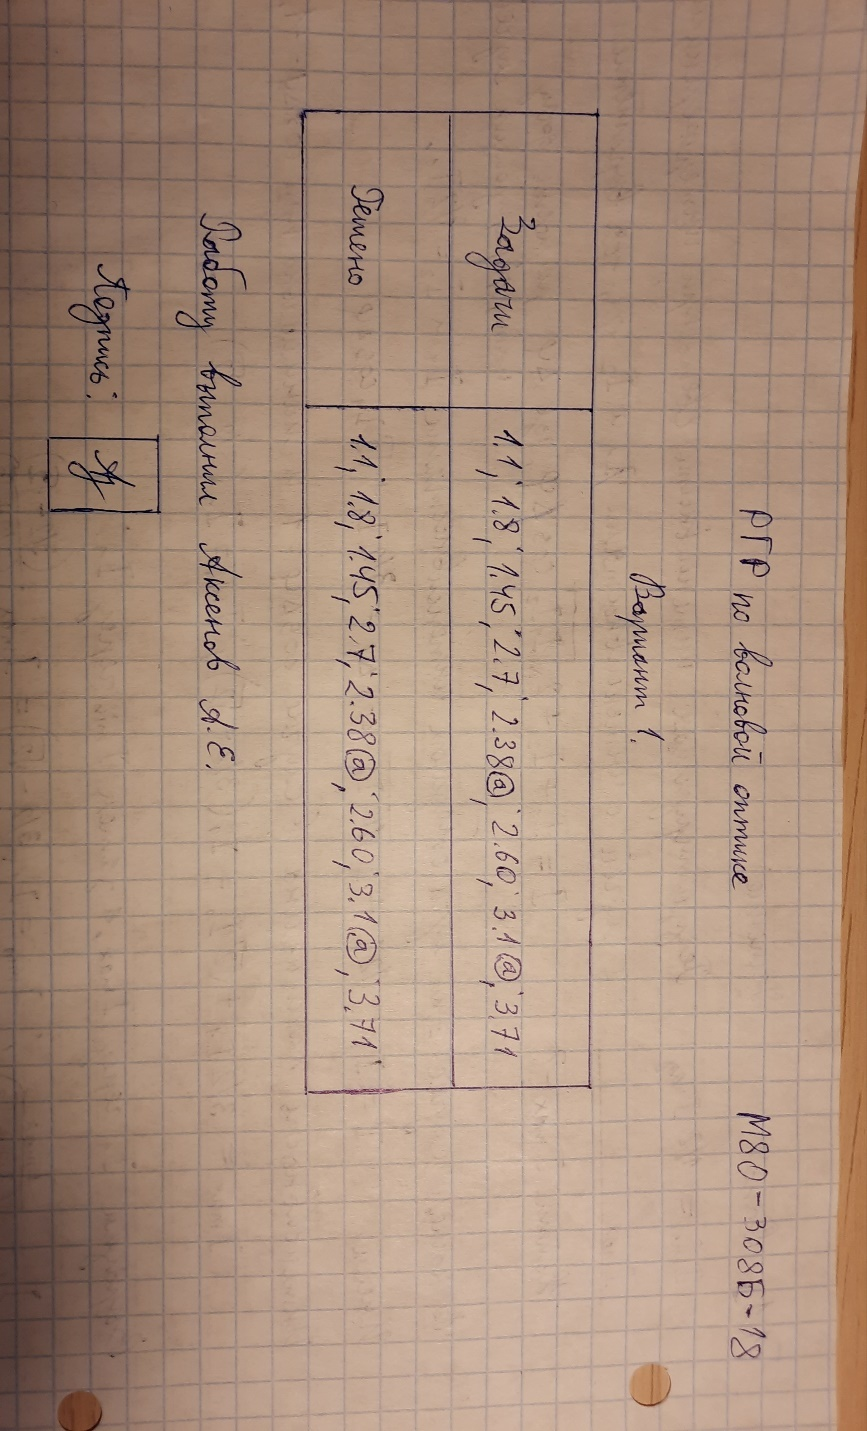 РГР по волновой оптике М80-308Б-18
Вариант 1.
Задачи 1.1; 1.8; 1.45; 2.7; 2.38 а; 2.60; 3.1 а; 3.71
Решено 1.1; 1.8; 1.45; 2.7; 2.38 а; 2.60; 3.1 а; 3.71
Работу выполнил Аксенов А.Е.
Подпись: